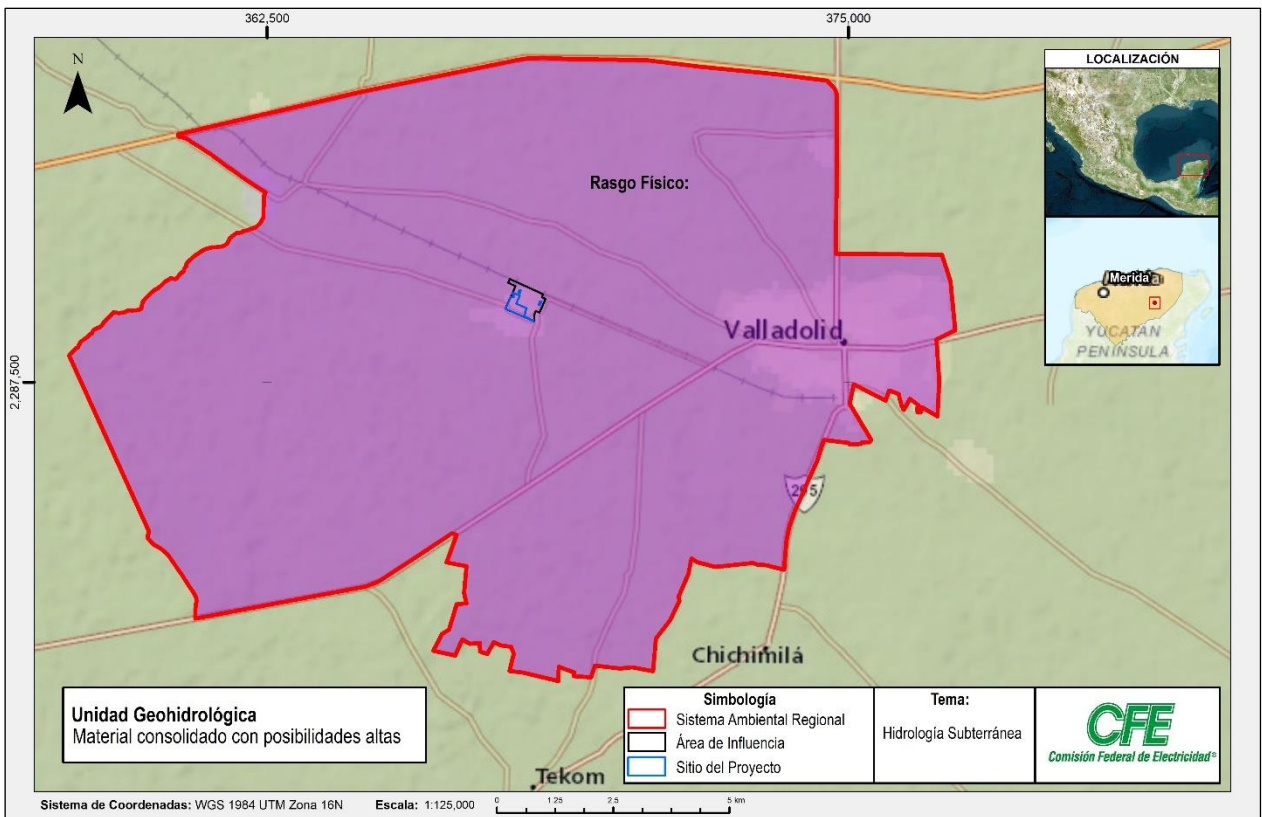 362,500
375,000
N
LOCALIZACIÓN
Rasgo Físico:
Merida
YUCATAN
PENINSULA
Valladolid
2,287,500
295
Chichimilá
Unidad Geohidrológica
Material consolidado con posibilidades altas
Simbología
Sistema Ambiental Regional
Área de Influencia
Sitio del Proyecto
Tema:
Hidrología Subterránea
CFE
Comisión Federal de Electricidad®
Tekom
Sistema de Coordenadas: WGS 1984 UTM Zona 16N Escala: 1:125,000
0 1.25 2.5 5 km